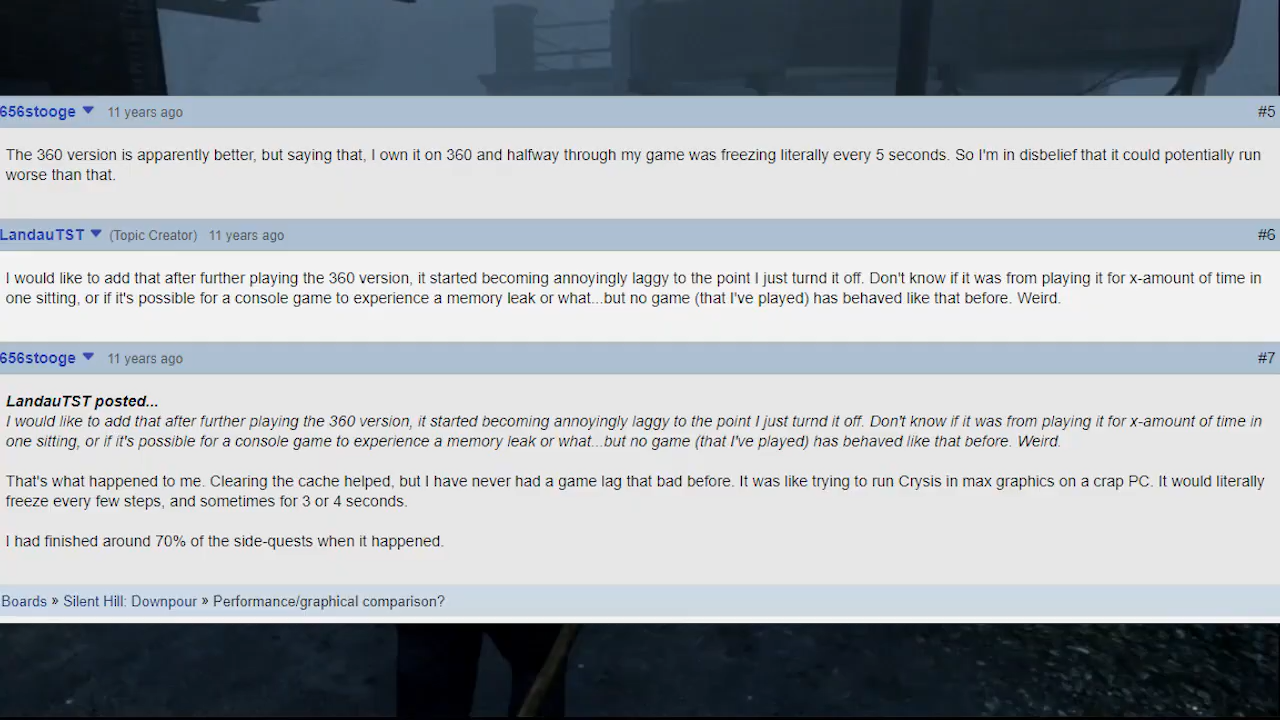 656stooge 11 years ago #5
The 360 version is apparently better, but saying that, I own it on 360 and halfway through my game was freezing literally every 5 seconds. So I'm in disbelief that it could potentially run
worse than that.
LandauTST (Topic Creator) 11 years ago #6
I would like to add that after further playing the 360 version, it started becoming annoyingly laggy to the point I just turnd it off. Don't know if it was from playing it for x-amount of time in
one sitting, or if it's possible for a console game to experience a memory leak or what...but no game (that I've played) has behaved like that before. Weird.
656stooge 11 years ago #7
LandauTST posted...
I would like to add that after further playing the 360 version, it started becoming annoyingly laggy to the point I just turnd it off. Don't know if it was from playing it for x-amount of time in
one sitting, or if it's possible for a console game to experience a memory leak or what...but no game (that I've played) has behaved like that before. Weird.
That's what happened to me. Clearing the cache helped, but I have never had a game lag that bad before. It was like trying to run Crysis in max graphics on a crap PC. It would literally
freeze every few steps, and sometimes for 3 or 4 seconds.
I had finished around 70% of the side-quests when it happened.
Boards » Silent Hill: Downpour » Performance/graphical comparison?